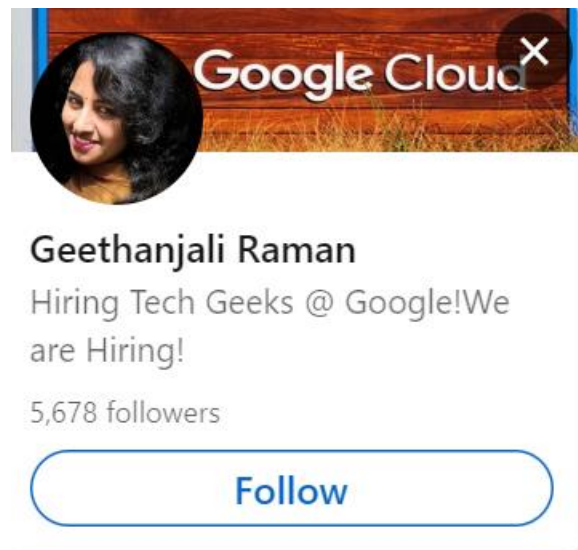 Google Cloud
Geethanjali Raman
Hiring Tech Geeks @ Google!We
are Hiring!
5,678 followers
Follow